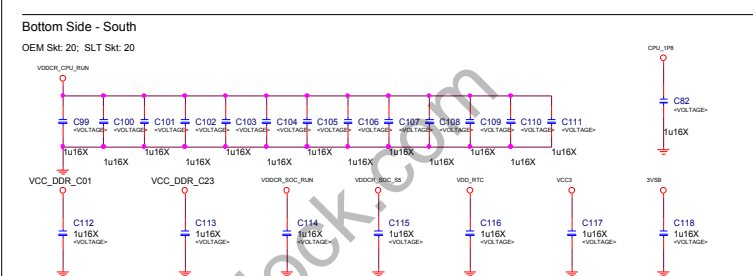 Bottom Side - South
OEM Skt: 20; SLT Skt: 20
VDDCR_CPU_RUN
CPU_1P8
C99 C100 C101 C102 C103 C104 C105 C106 C107 C108 C109 C110 C111
<VOLTAGE> <VOLTAGE> <VOLTAGE> <VOLTAGE> <VOLTAGE> <VOLTAGE> <VOLTAGE> <VOLTAGE> <VOLTAGE> <VOLTAGE> <VOLTAGE> <VOLTAGE> <VOLTAGE>
1u16X 1u16X 1u16X 1u16X 1u16X 1u16X 1u16X
1u16X 1u16X 1u16X 1u16X 1u16X 1u16X
C82
<VOLTAGE>
1u16X
VCC_DDR_C01 VCC_DDR_C23 VDDCR_SOC_RUN VDDCR_SOC_S5 VDD_RTC VCC3 3VSB
C112 C113 C114 C115 C116 C117 C118
1u16X 1u16X 1u16X 1u16X 1u16X 1u16X 1u16X
<VOLTAGE> <VOLTAGE> <VOLTAGE> <VOLTAGE> <VOLTAGE> <VOLTAGE> <VOLTAGE>
ock.com